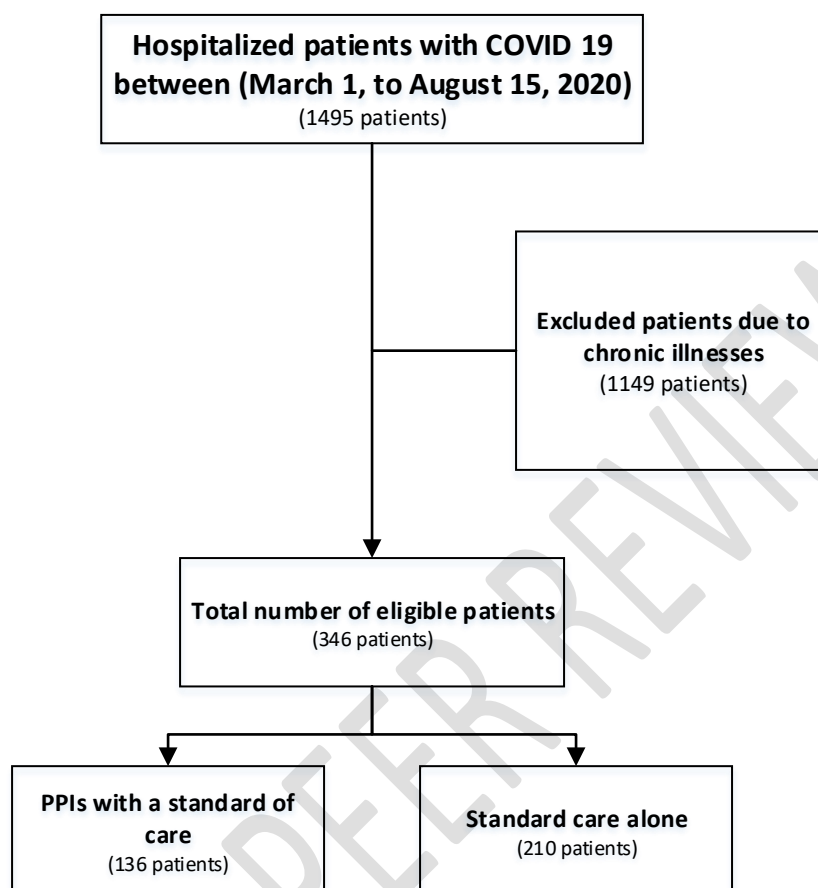 Hospitalized patients with COVID 19
between (March 1, to August 15, 2020)
(1495 patients)
Excluded patients due to
chronic illnesses
(1149 patients)
Total number of eligible patients
(346 patients)
PPIs with a standard of
care
(136 patients)
Standard care alone
(210 patients)
PEER REVIEW